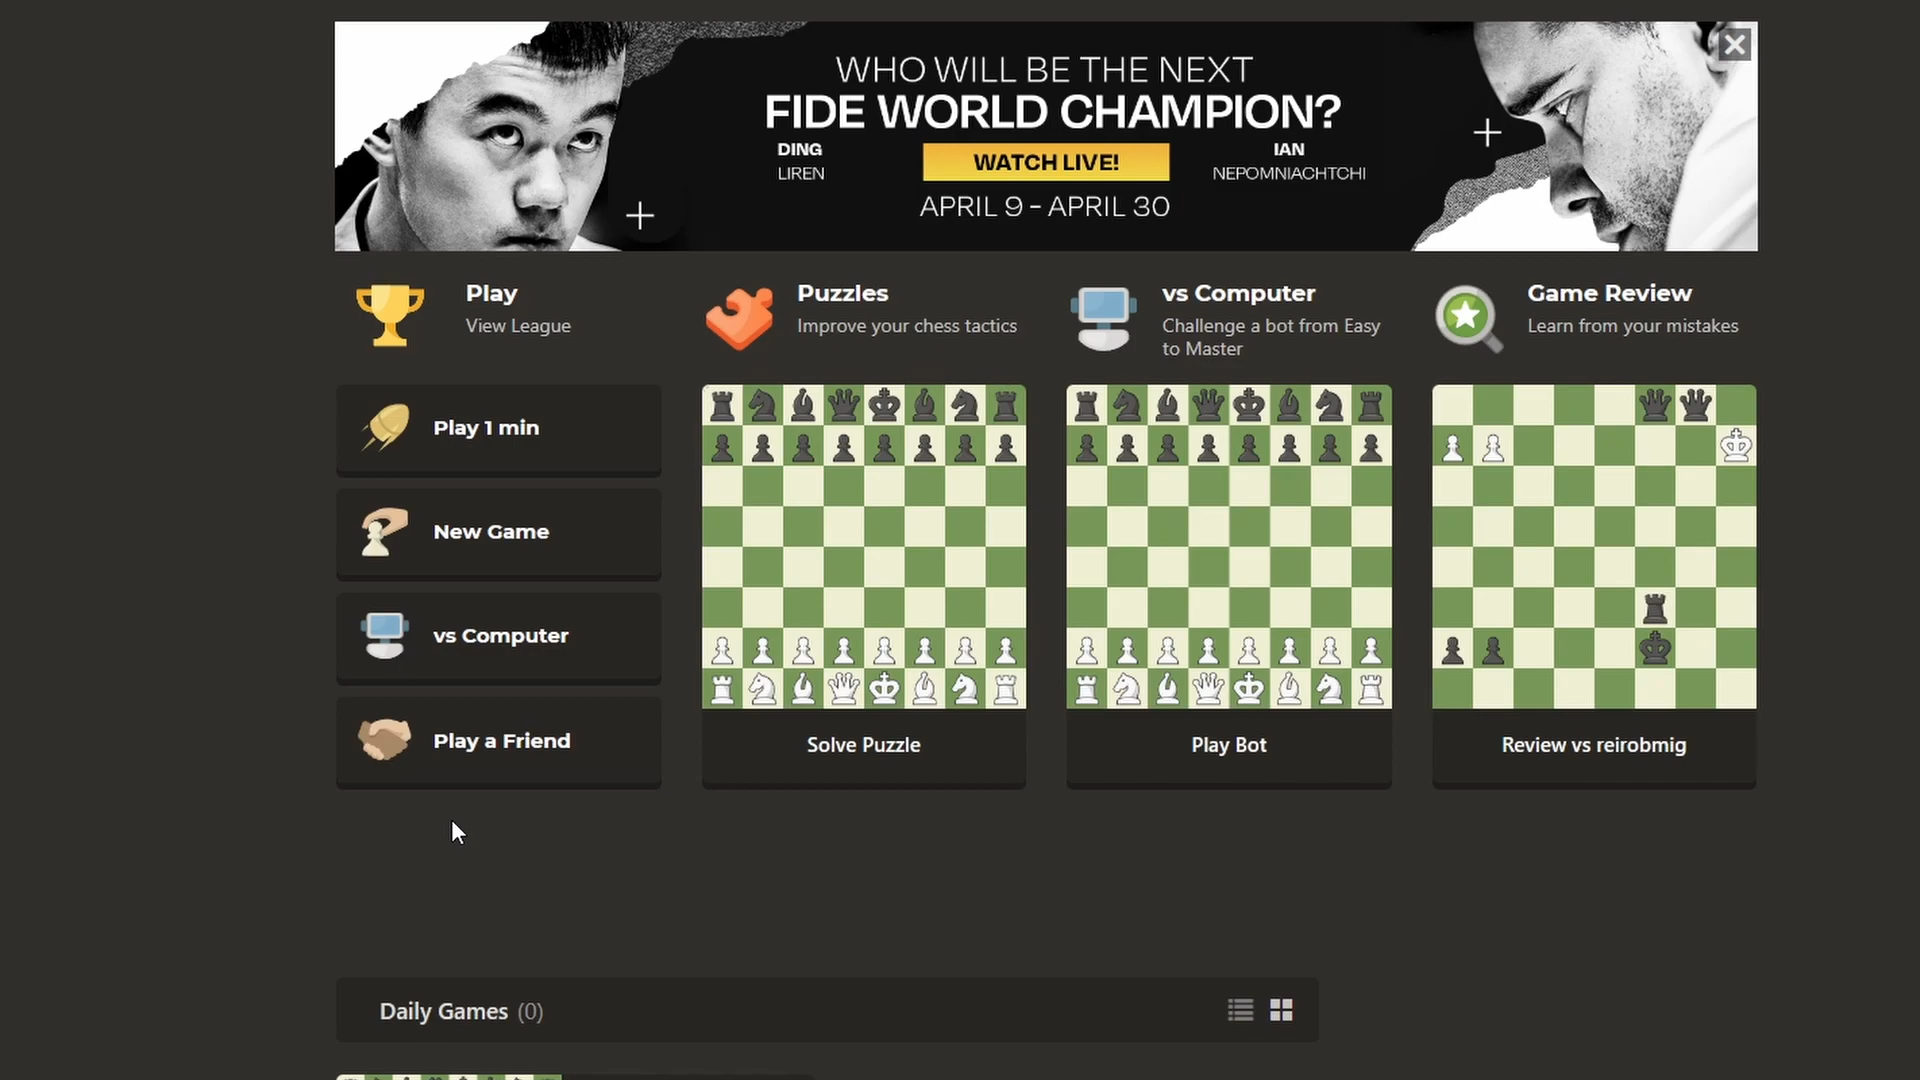 WHO WILL BE THE NEXT
FIDE WORLD CHAMPION?
DING
LIREN
WATCH LIVE!
IAN
NEPOMNIACHTCHI
APRIL 9 - APRIL 30
Play
View League
Puzzles
Improve your chess tactics
vs Computer
Challenge a bot from Easy
to Master
Game Review
Learn from your mistakes
Play 1 min
New Game
vs Computer
Play a Friend
Solve Puzzle
Play Bot
Review vs reirobmig
Daily Games (0)